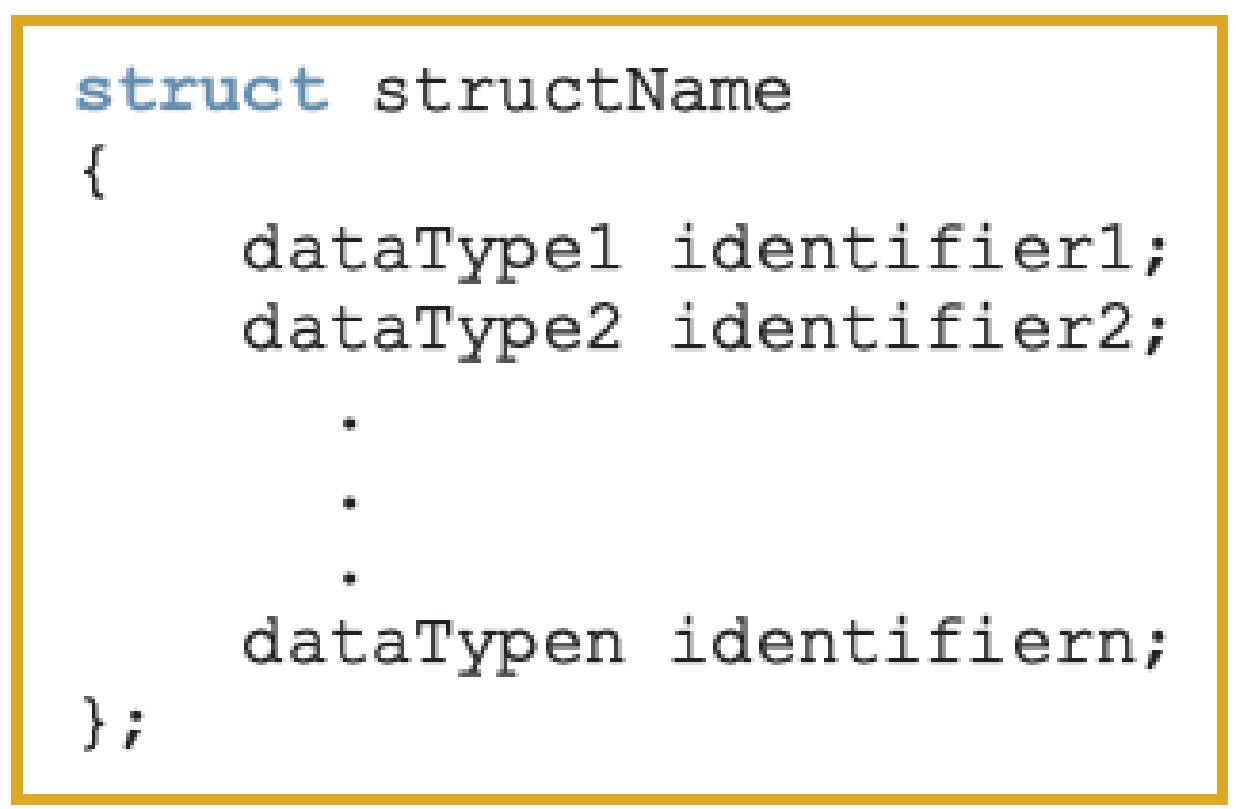 struct structName
{
dataType1 identifier1;
dataType2 identifier2;
.
.
.
dataTypen identifiern;
};